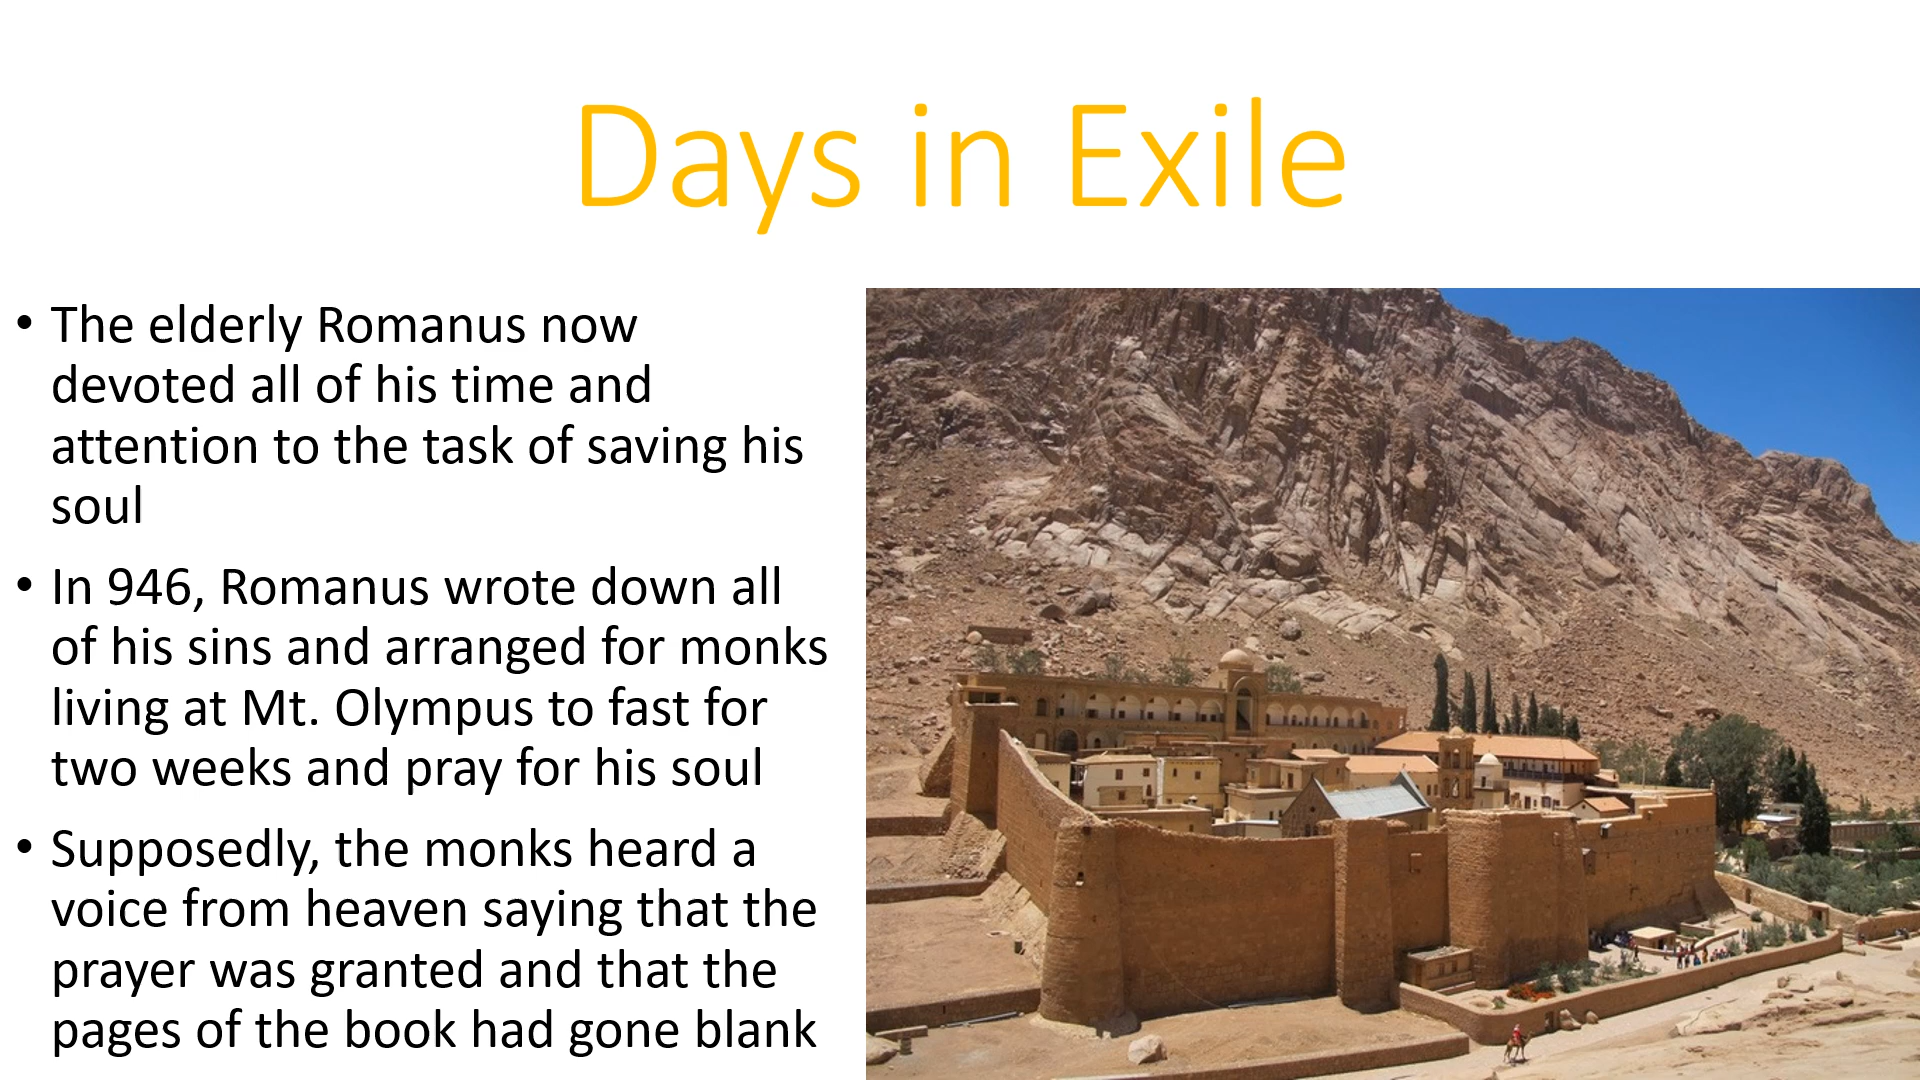 Days in Exile
• The elderly Romanus now
devoted all of his time and
attention to the task of saving his
soul
• In 946, Romanus wrote down all
of his sins and arranged for monks
living at Mt. Olympus to fast for
two weeks and pray for his soul
• Supposedly, the monks heard a
voice from heaven saying that the
prayer was granted and that the
pages of the book had gone blank